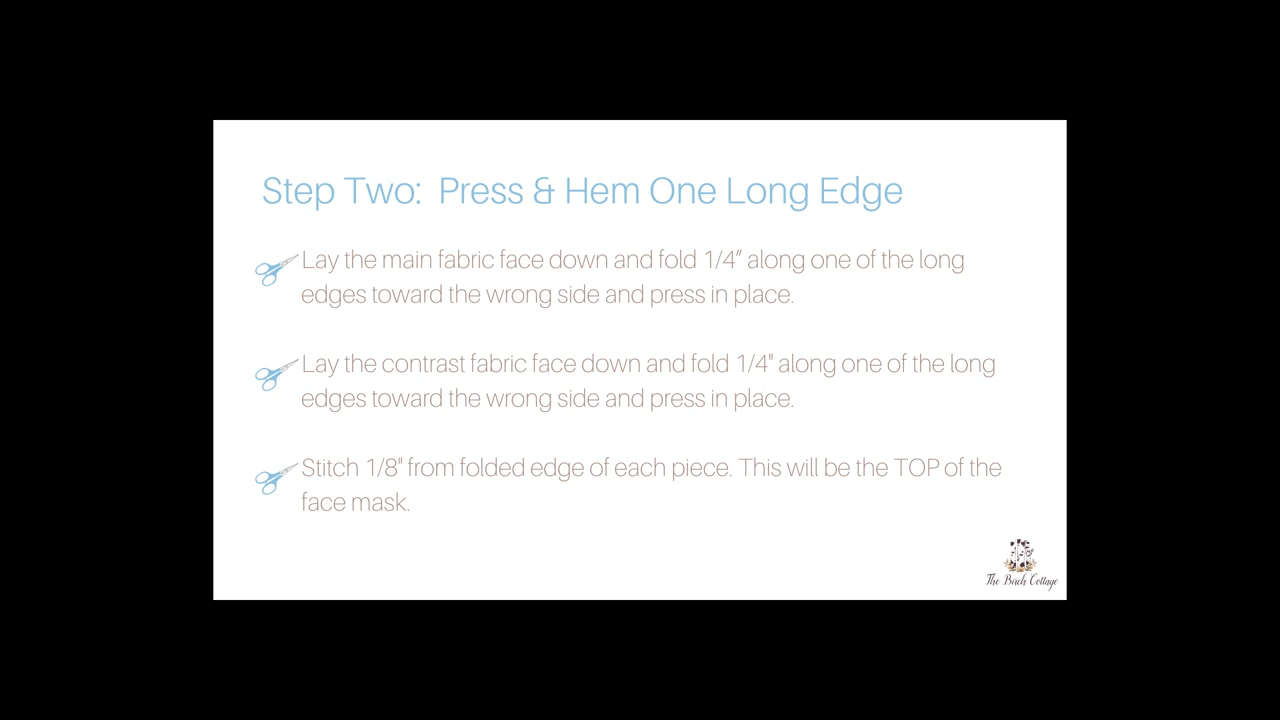 Step Two: Press & Hem One Long Edge
Lay the main fabric face down and fold 1/4” along one of the long
edges toward the wrong side and press in place.
Lay the contrast fabric face down and fold 1/4" along one of the long
edges toward the wrong side and press in place.
Stitch 1/8" from folded edge of each piece. This will be the TOP of the
face mask.
The Birch Cottage